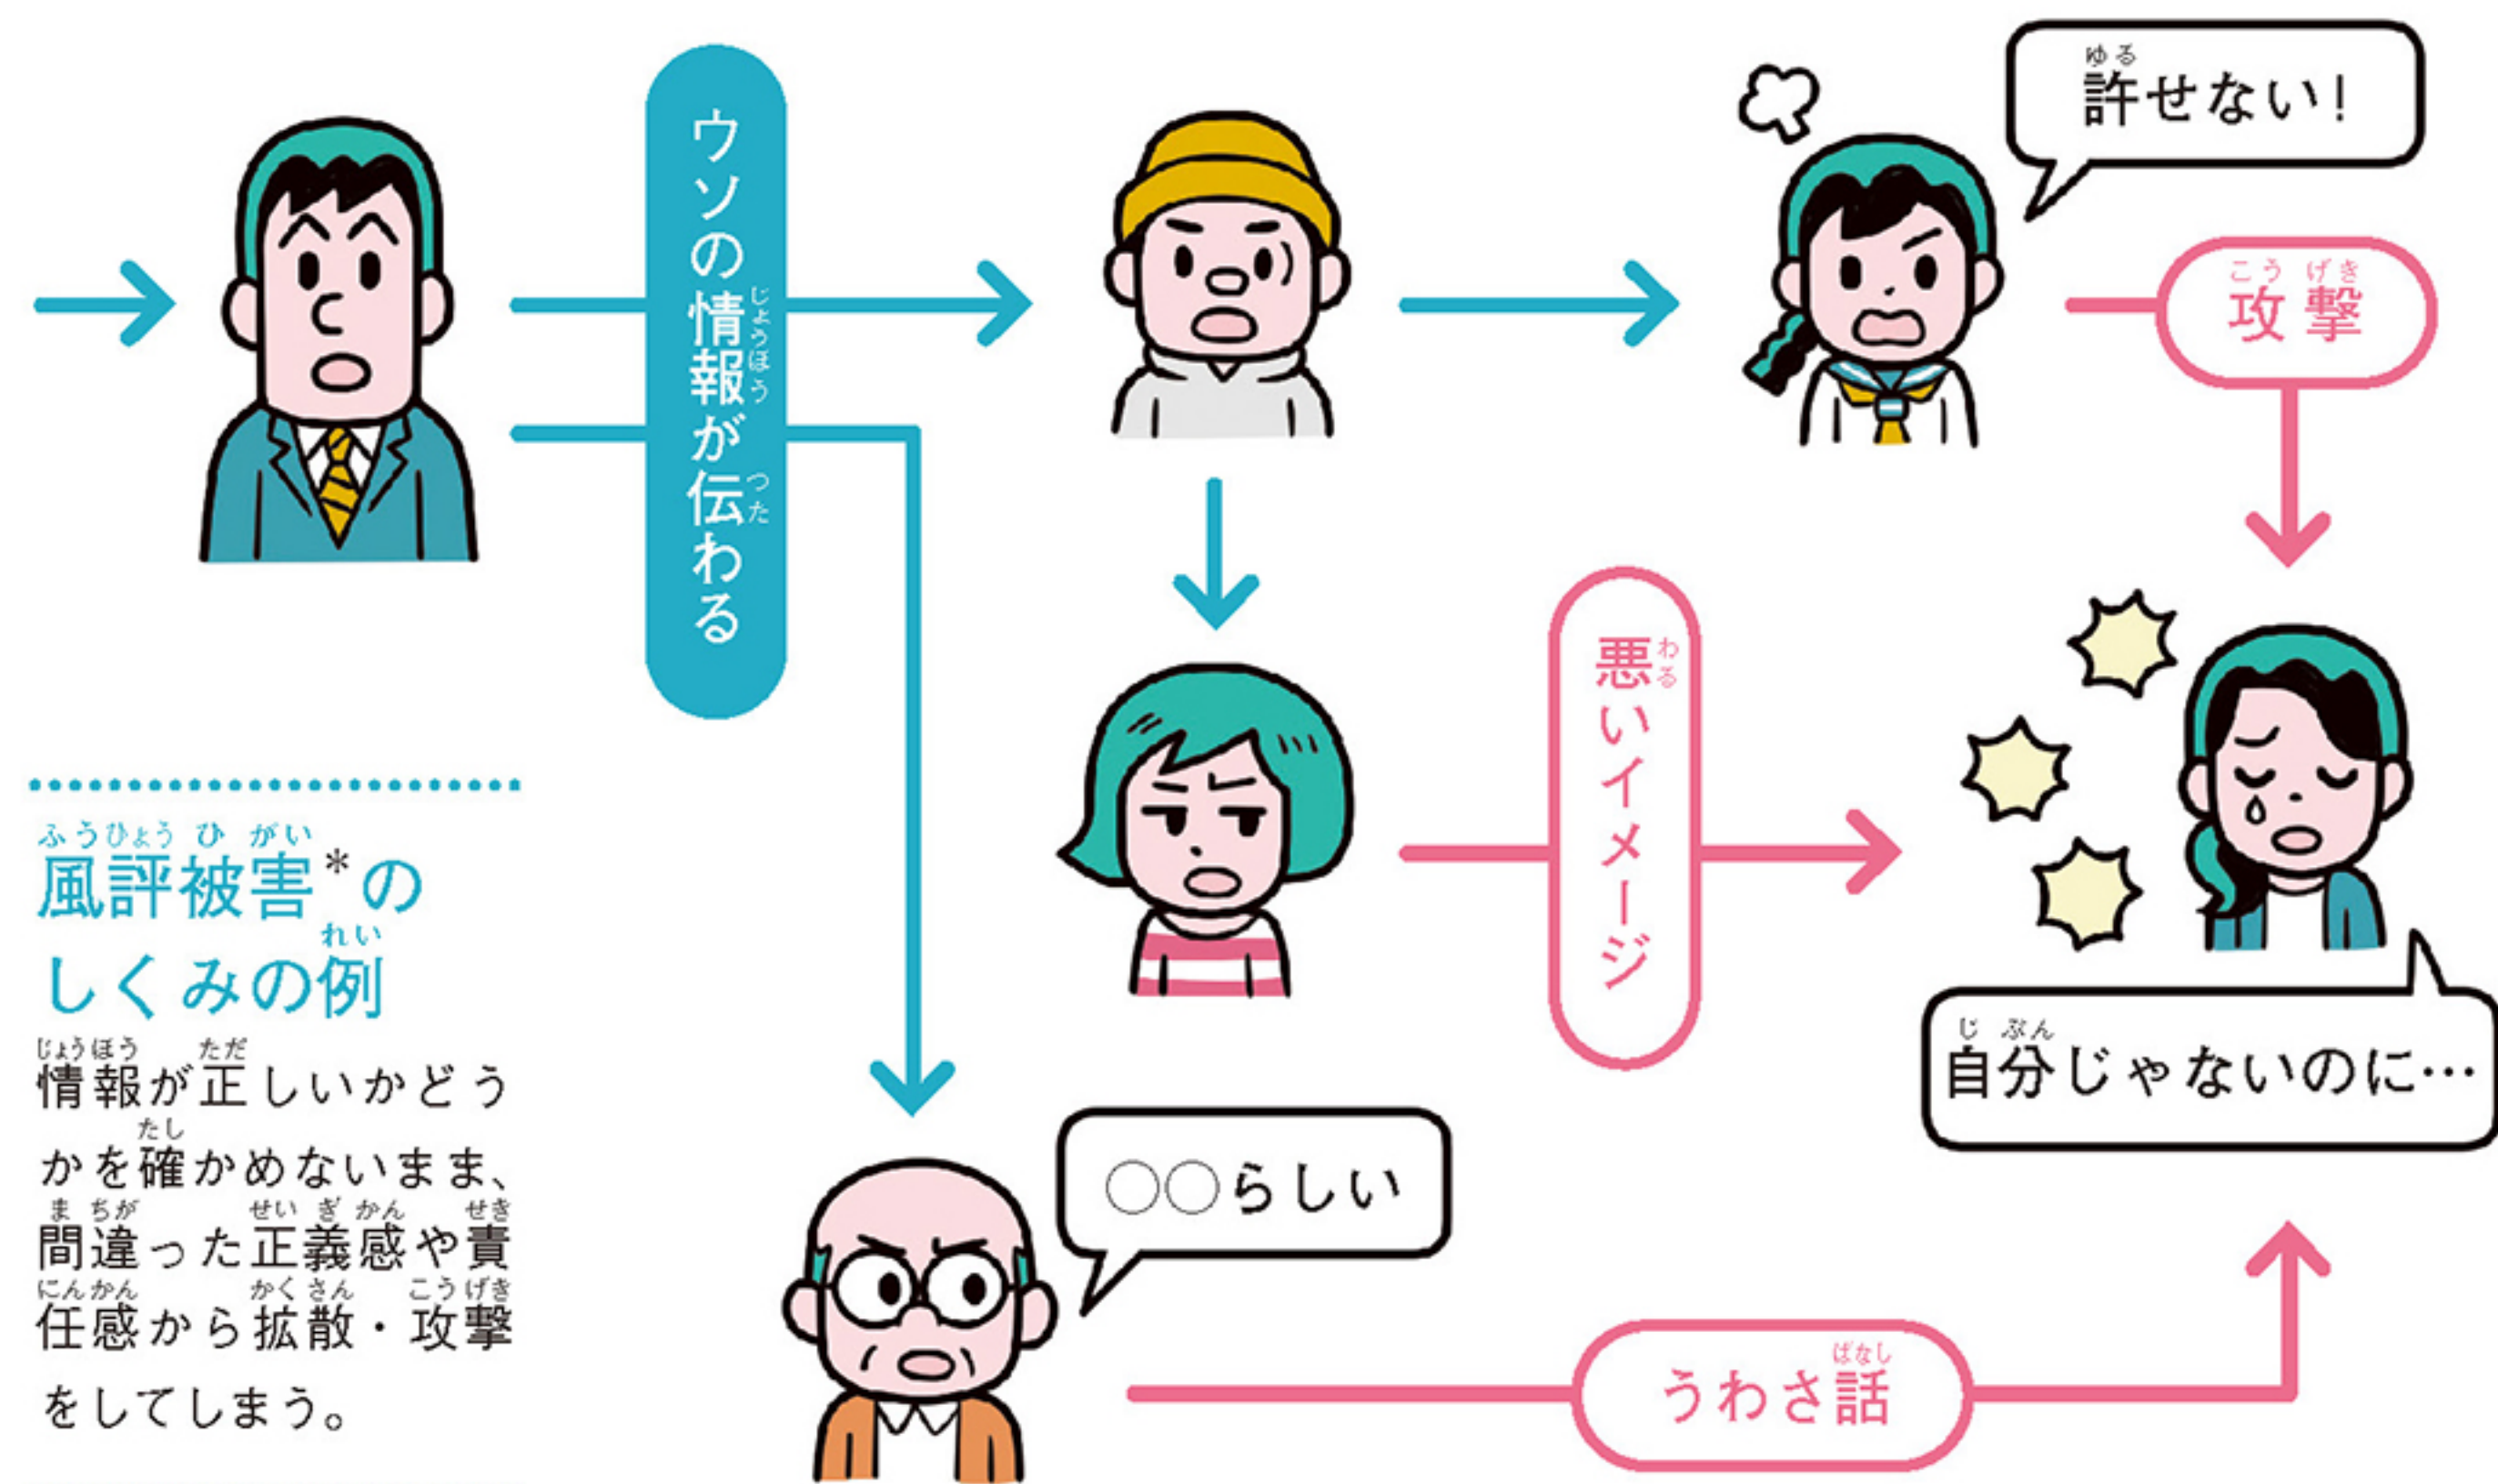 ウソの情報が伝わる
許せない！
攻撃
悪いイメージ
自分じゃないのに…
○○らしい
うわさ話
風評被害*の
しくみの例
情報が正しいかどう
かを確かめないまま、
間違った正義感や責
任感から拡散・攻撃
をしてしまう。